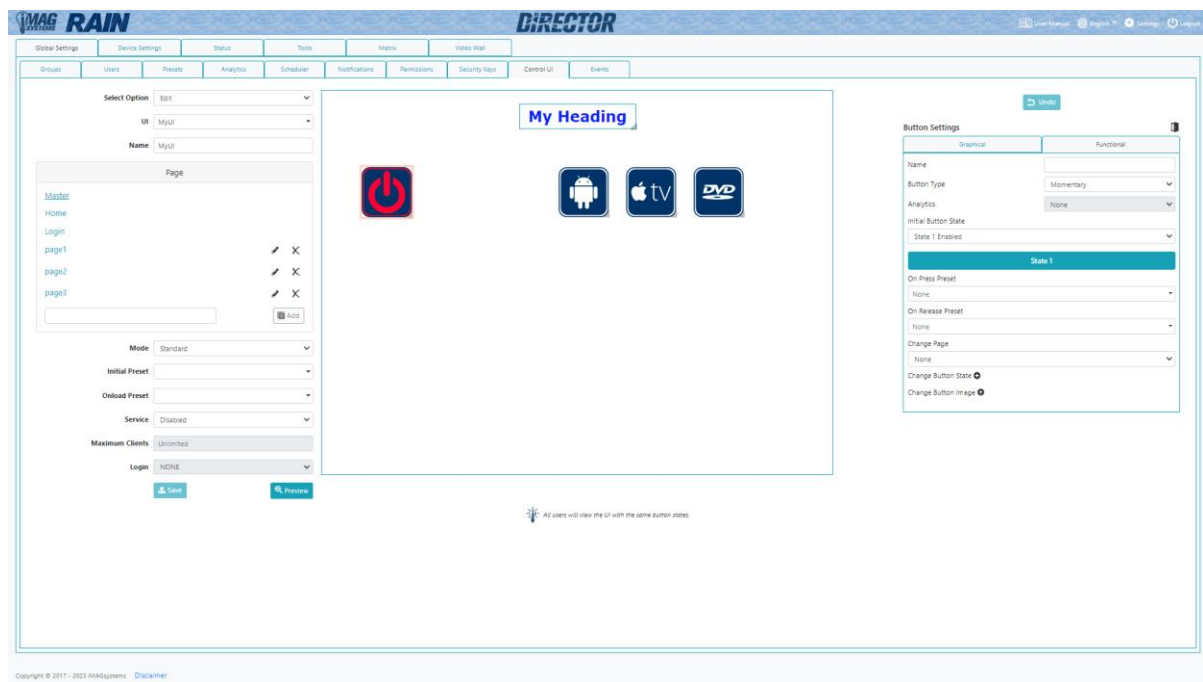 iMAG SYSTEMS RAIN
DiRECTOR
User Manual English Settings Logout
Global Settings Device Settings Status Tools Matrix Video Wall
Groups Users Presets Analytics Scheduler Notifications Permissions Security Keys Control UI Events
Select Option Edit
UI MyUI
Name MyUI
Page
Master
Home
Login
page1
page2
page3
Add
Mode Standard
Initial Preset
Onload Preset
Service Disabled
Maximum Clients Unlimited
Login NONE
Save Preview
My Heading
tv DVD
All users will view the UI with the same button states.
Undo
Button Settings
Graphical Functional
Name
Button Type Momentary
Analytics None
Initial Button State
State 1 Enabled
State 1
On Press Preset
None
On Release Preset
None
Change Page
None
Change Button State
Change Button Image
Copyright © 2017 - 2023 iMAGsystems Disclaimer